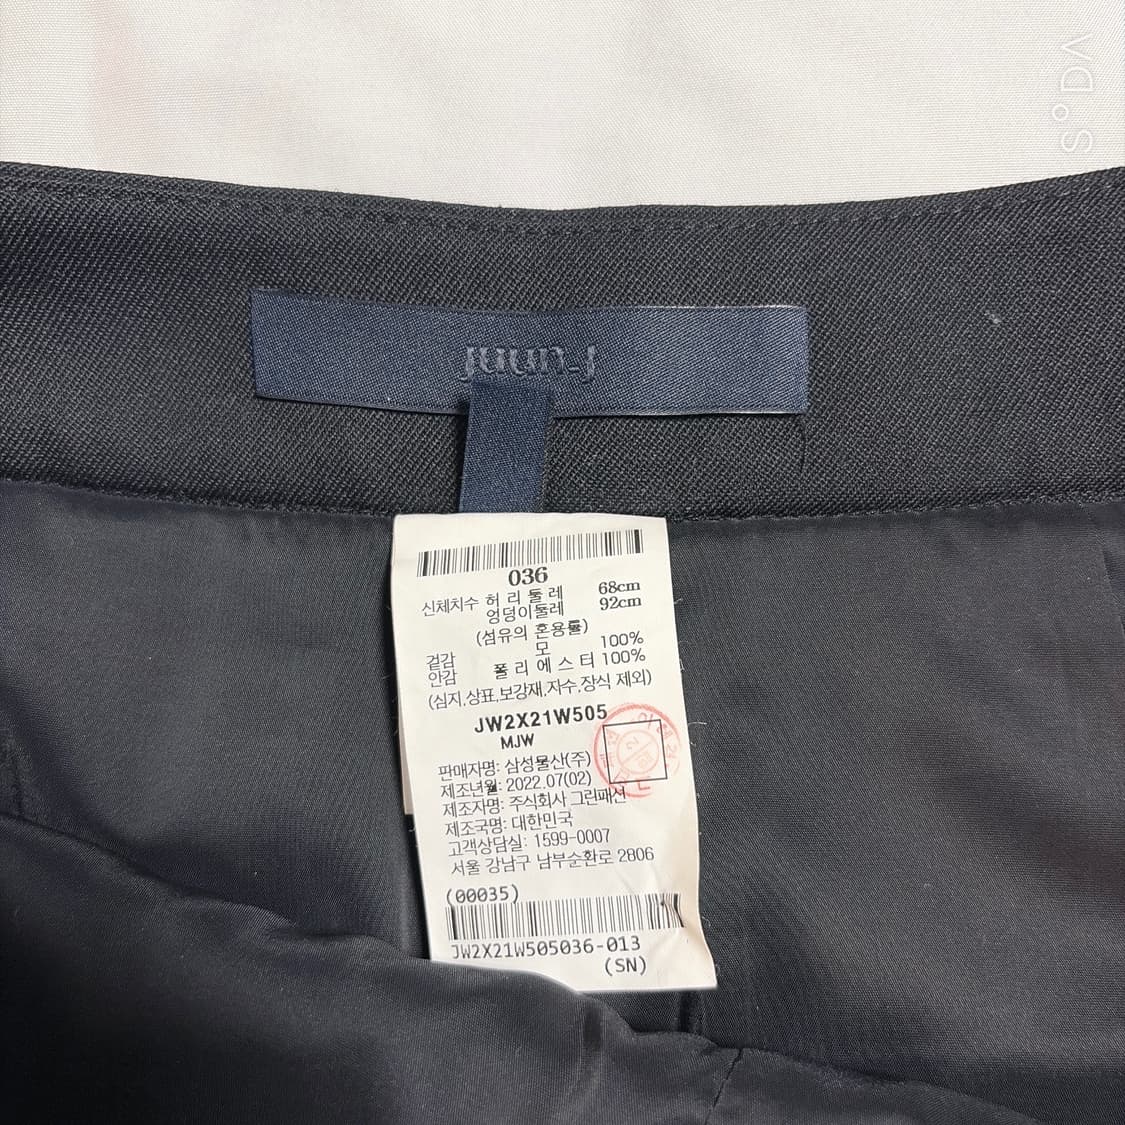 SODA
juun.j
036
신체치수 허 리 둘 레 68cm
엉덩이둘레 92cm
(섬유의 혼용률)
겉감 모 100%
안감 폴 리 에 스 터 100%
(심지,상표,보강재,자수,장식 제외)
JW2X21W505
MJW
판매자명: 삼성물산(주)
제조년월: 2022.07(02)
제조자명: 주식회사 그린패션
제조국명: 대한민국
고객상담실: 1599-0007
서울 강남구 남부순환로 2806
(00035)
JW2X21W505036-013
(SN)